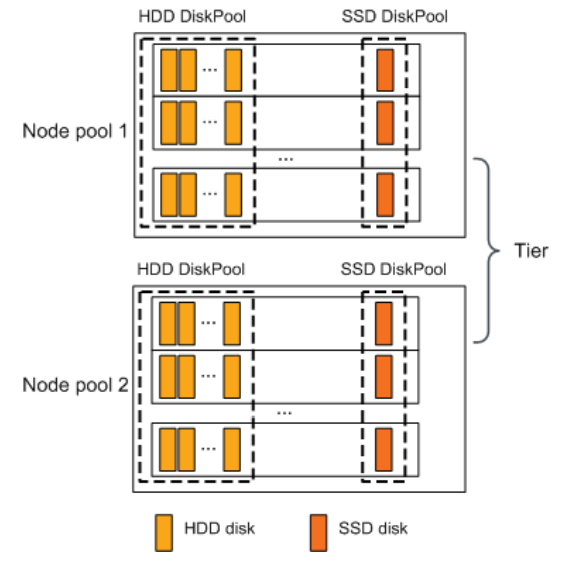 HDD DiskPool SSD DiskPool
... 
...
Node pool 1
...
...
Tier
HDD DiskPool SSD DiskPool
...
...
Node pool 2
...
...
HDD disk SSD disk